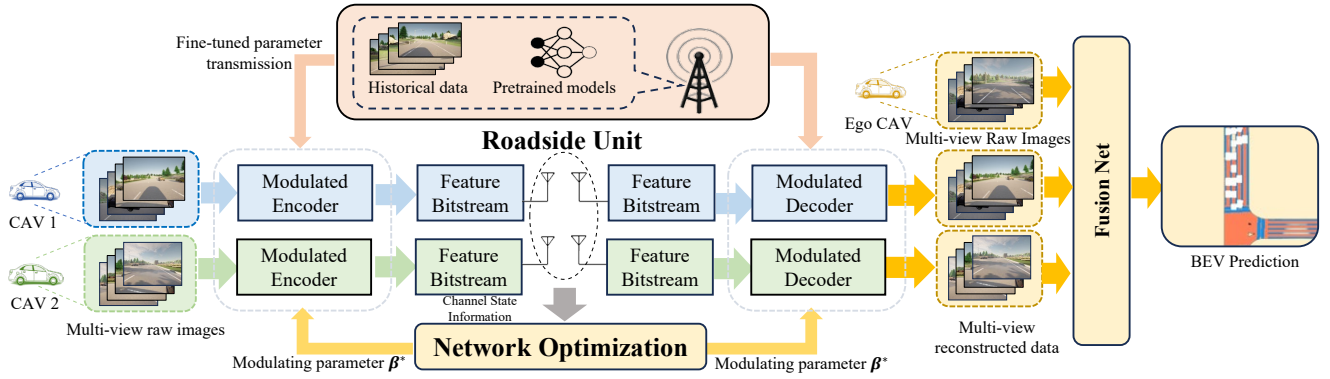 Fine-tuned parameter
transmission
Historical data
Pretrained models
Roadside Unit
Ego CAV
Multi-view Raw Images
CAV 1
Modulated
Encoder
Feature
Bitstream
Feature
Bitstream
Modulated
Decoder
Fusion Net
BEV Prediction
CAV 2
Multi-view raw images
Modulated
Encoder
Feature
Bitstream
Feature
Bitstream
Modulated
Decoder
Multi-view
reconstructed data
Channel State
Information
Network Optimization
Modulating parameter β*
Modulating parameter β*